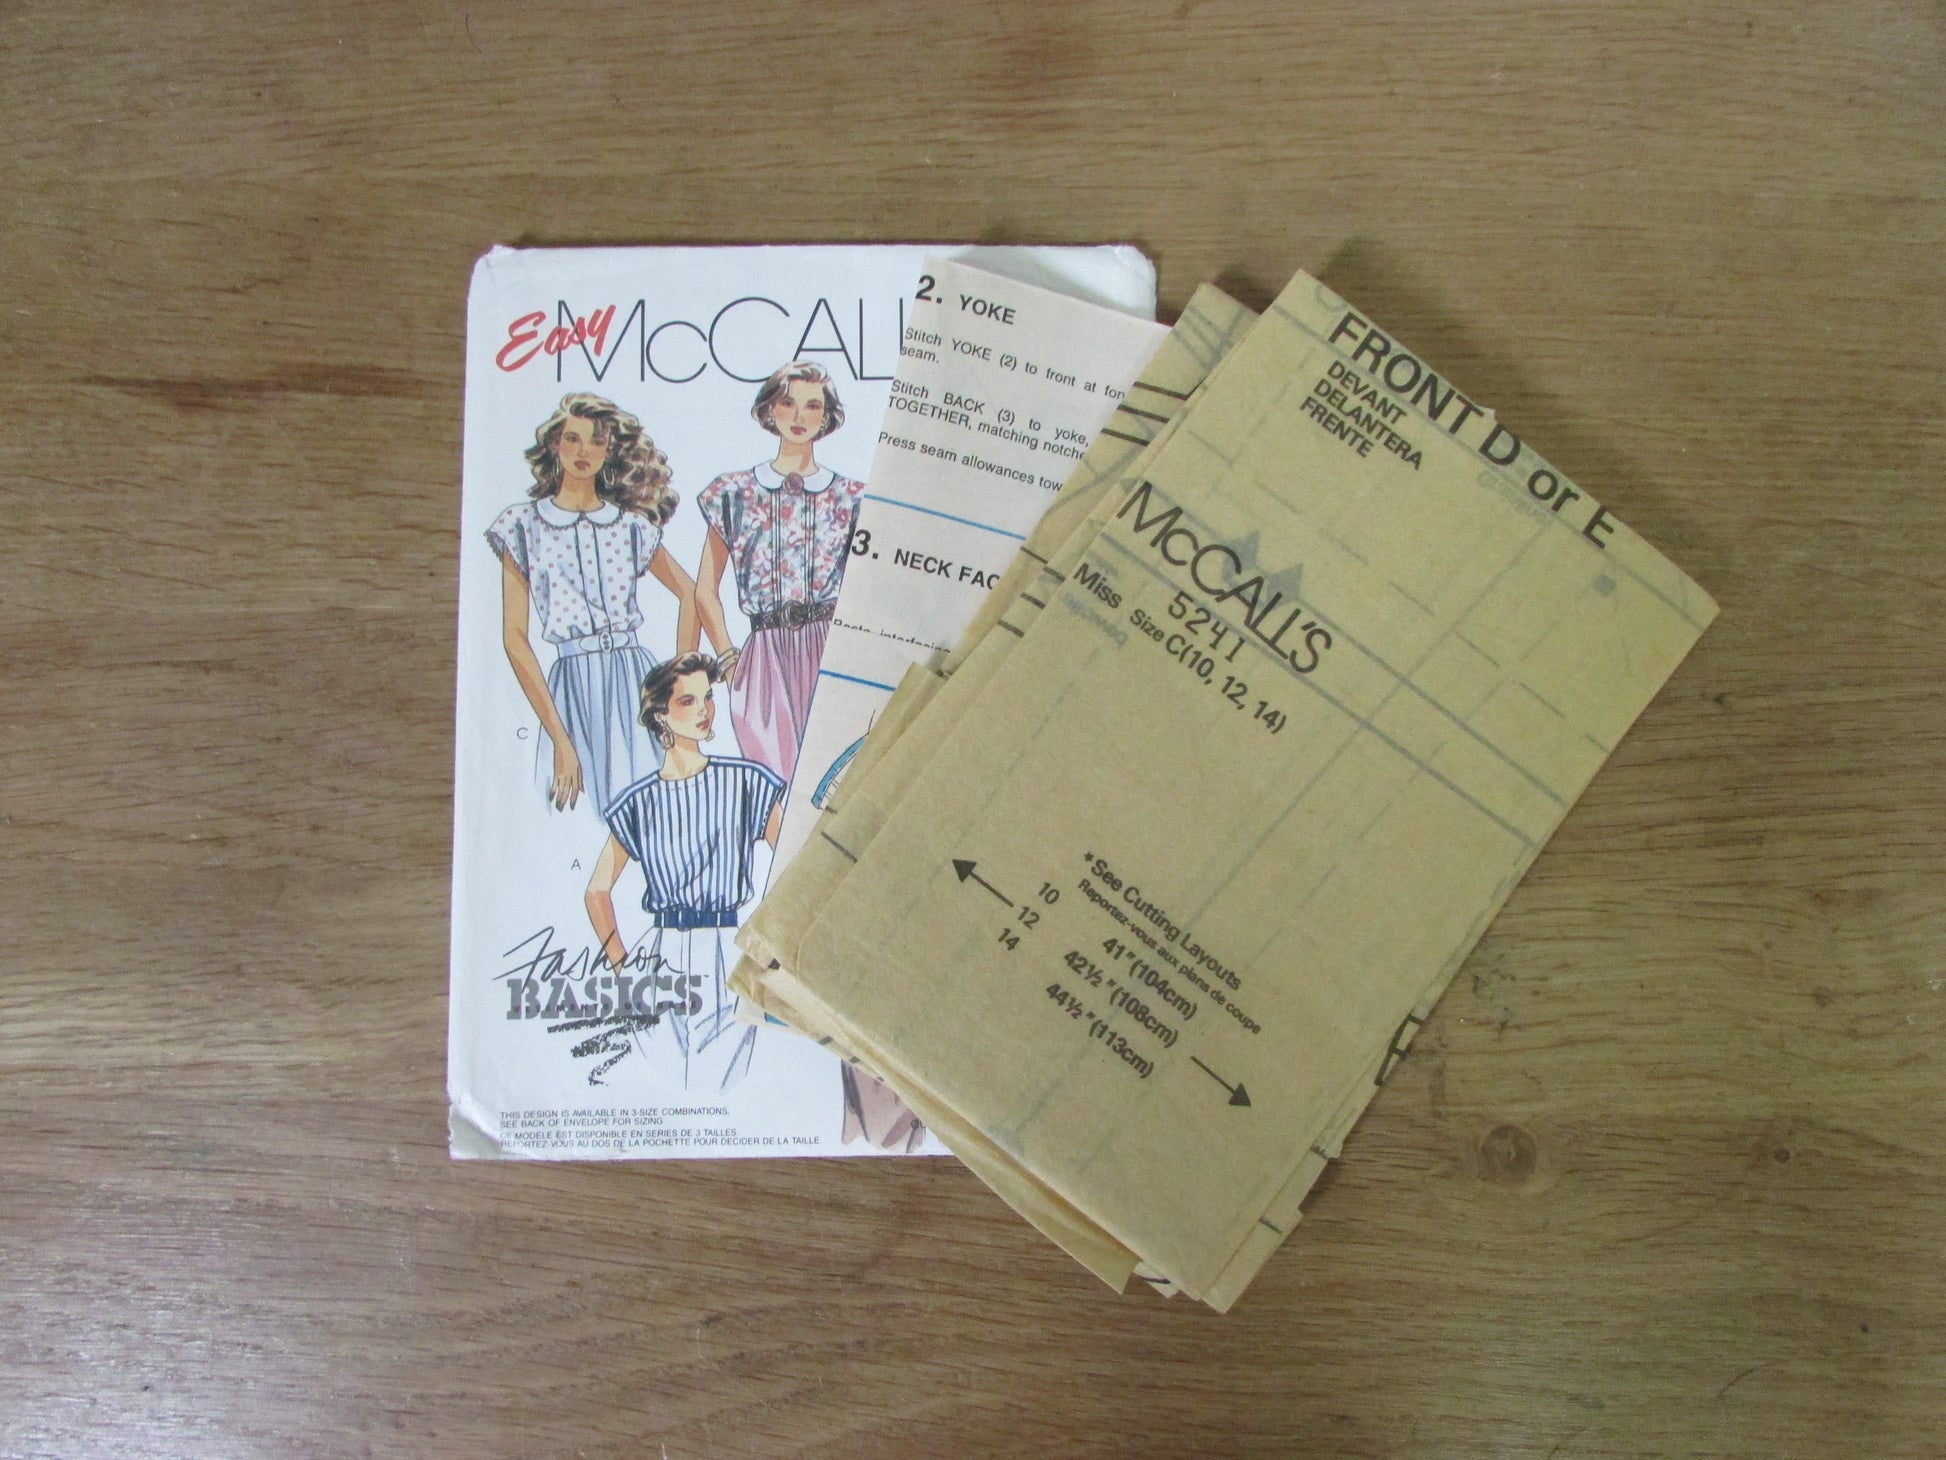 Easy McCALL
C
A
Fashion
BASICS™
THIS DESIGN IS AVAILABLE IN 3-SIZE COMBINATIONS.
SEE BACK OF ENVELOPE FOR SIZING.
CE MODELE EST DISPONIBLE EN SERIES DE 3 TAILLES.
REPORTEZ-VOUS AU DOS DE LA POCHETTE POUR DECIDER DE LA TAILLE.
2. YOKE
Stitch YOKE (2) to front at
seam.
Stitch BACK (3) to yoke,
TOGETHER, matching
Press seam allowances
3. NECK
FRONT D or E
DEVANT
DELANTERA
FRENTE
McCALL'S
5241
Miss Size C(10, 12, 14)
*See Cutting Layouts
Reportez-vous aux plans de coupe
10 41"(104cm)
12 42½"(108cm)
14 44½"(113cm)